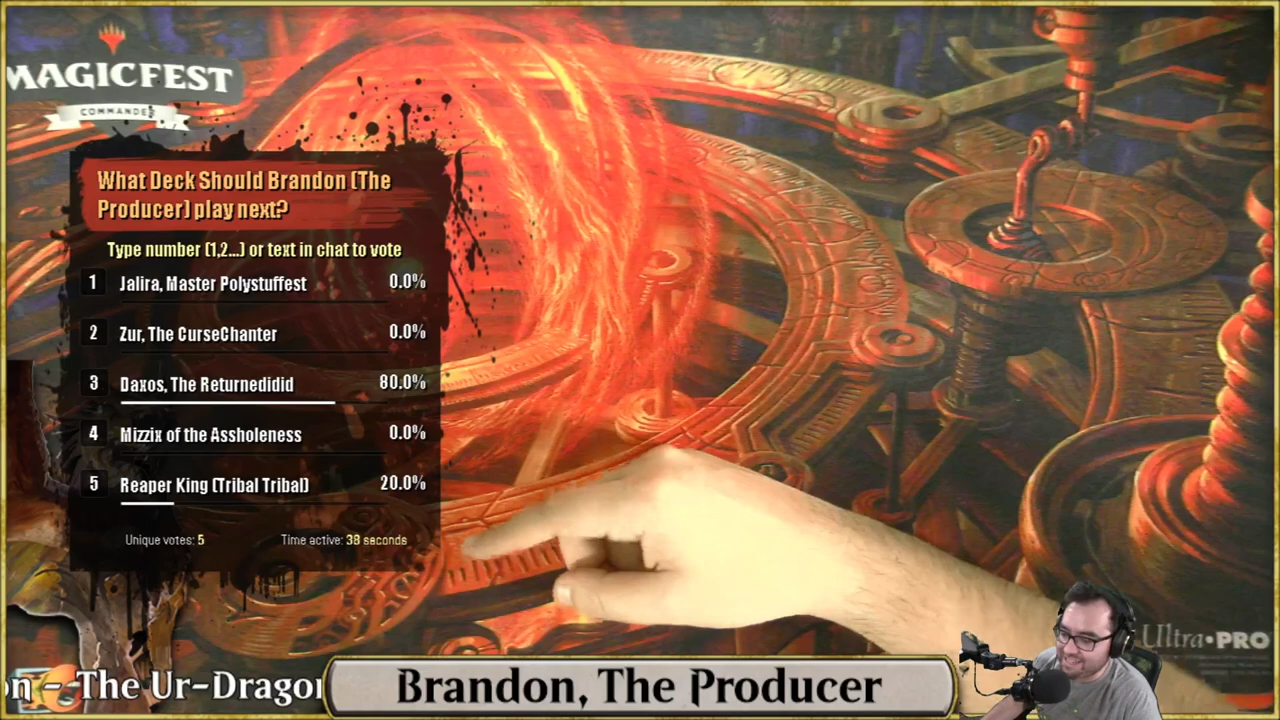 MAGICFEST
COMMANDER
What Deck Should Brandon (The
Producer) play next?
Type number (1,2...) or text in chat to vote
1 Jalira, Master Polystuffest 0.0%
2 Zur, The CurseChanter 0.0%
3 Daxos, The Returnedidid 80.0%
4 Mizzix of the Assholeness 0.0%
5 Reaper King (Tribal Tribal) 20.0%
Unique votes: 5 Time active: 38 seconds
Ultra•PRO
on - The Ur-Dragon
Brandon, The Producer